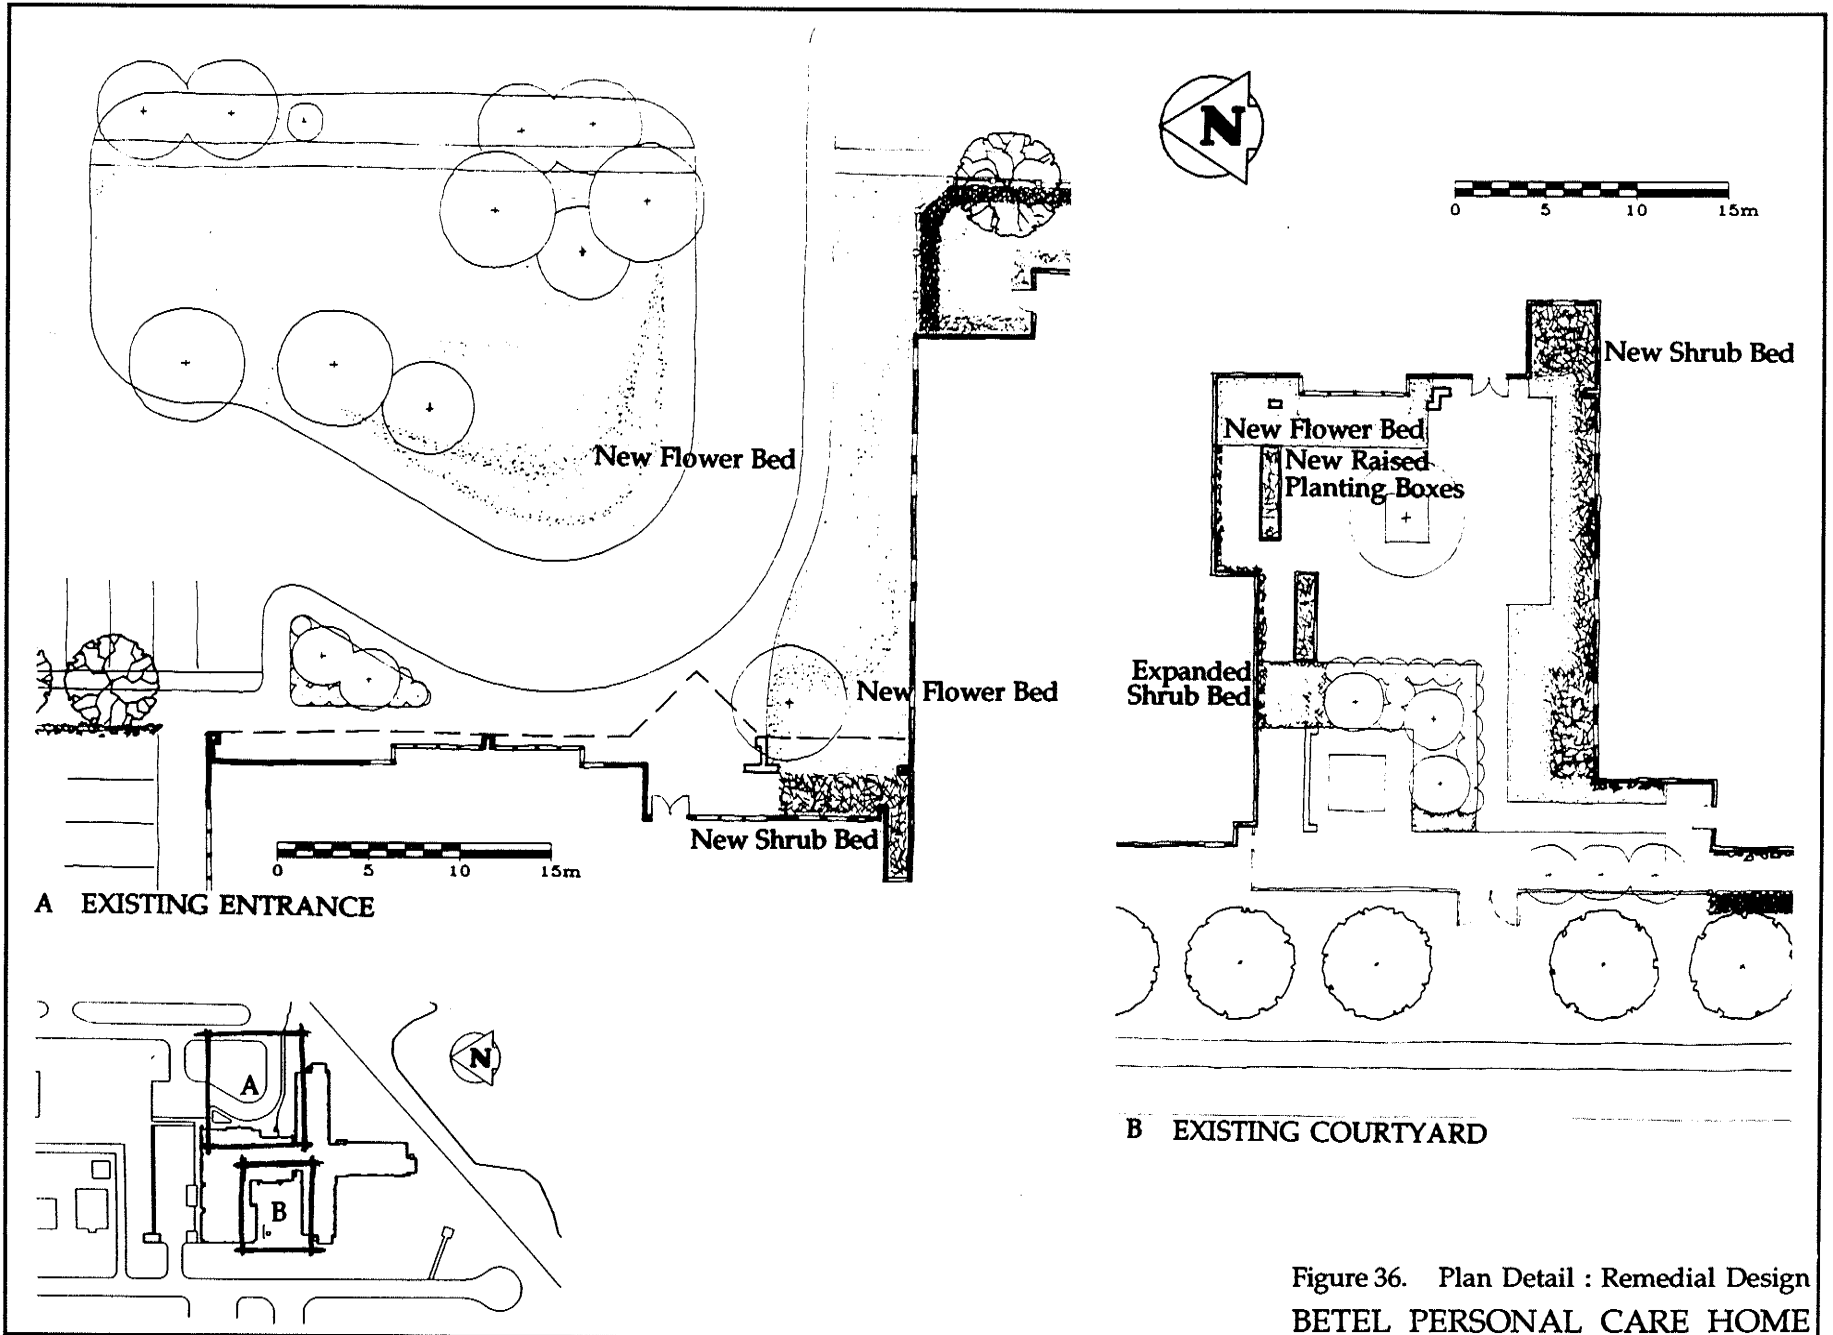 N
0 5 10 15m
New Shrub Bed
New Flower Bed
New Raised
Planting Boxes
New Flower Bed
Expanded
Shrub Bed
New Flower Bed
New Shrub Bed
0 5 10 15m
A EXISTING ENTRANCE
N
A
B
B EXISTING COURTYARD
Figure 36. Plan Detail : Remedial Design
BETEL PERSONAL CARE HOME